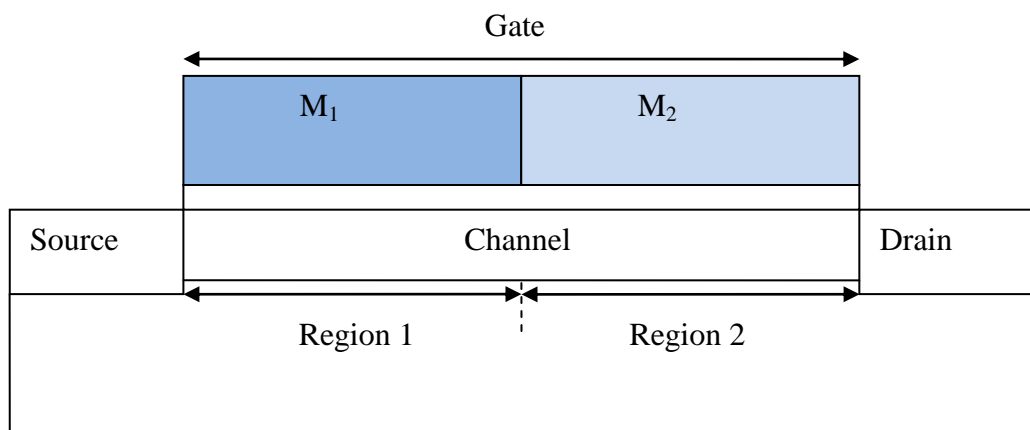 Gate
M₁ M₂
Source Channel Drain
Region 1 Region 2